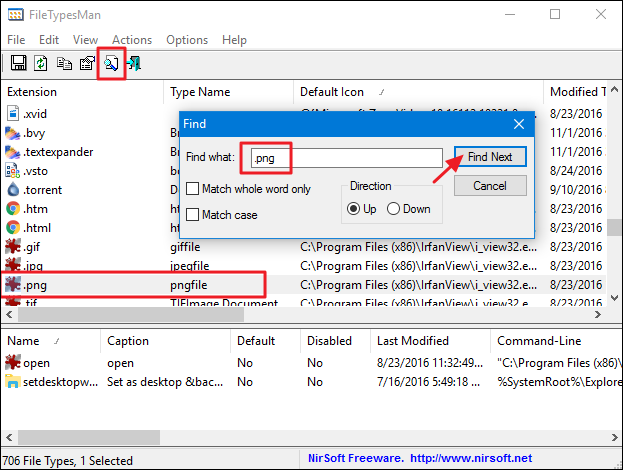 FileTypesMan
File Edit View Actions Options Help
Extension Type Name Default Icon Modified T
.xvid 8/23/2016
.bvy 11/1/2016
.textexpander 11/1/2016
.vsto 8/24/2016
.torrent 9/10/2016
.htm 8/23/2016
.html 8/23/2016
.gif giffile C:\Program Files (x86)\IrfanView\i_view32.e... 8/23/2016
.jpg jpegfile C:\Program Files (x86)\IrfanView\i_view32.e... 8/23/2016
.png pngfile C:\Program Files (x86)\IrfanView\i_view32.e... 8/23/2016
.tif TIFImage.Document C:\Program Files (x86)\IrfanView\i_view32.e... 8/23/2016
Find
Find what: .png Find Next
Match whole word only Direction Cancel
Match case Up Down
Name Caption Default Disabled Last Modified Command-Line
open open No No 8/23/2016 11:32:49... "C:\Program Files (x86)\
setdesktopw... Set as desktop &bac... No No 7/16/2016 5:49:18 ... %SystemRoot%\Explore
706 File Types, 1 Selected NirSoft Freeware. http://www.nirsoft.net